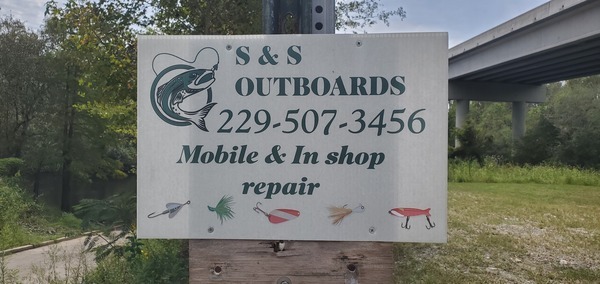 S & S
OUTBOARDS
229-507-3456
Mobile & In shop
repair